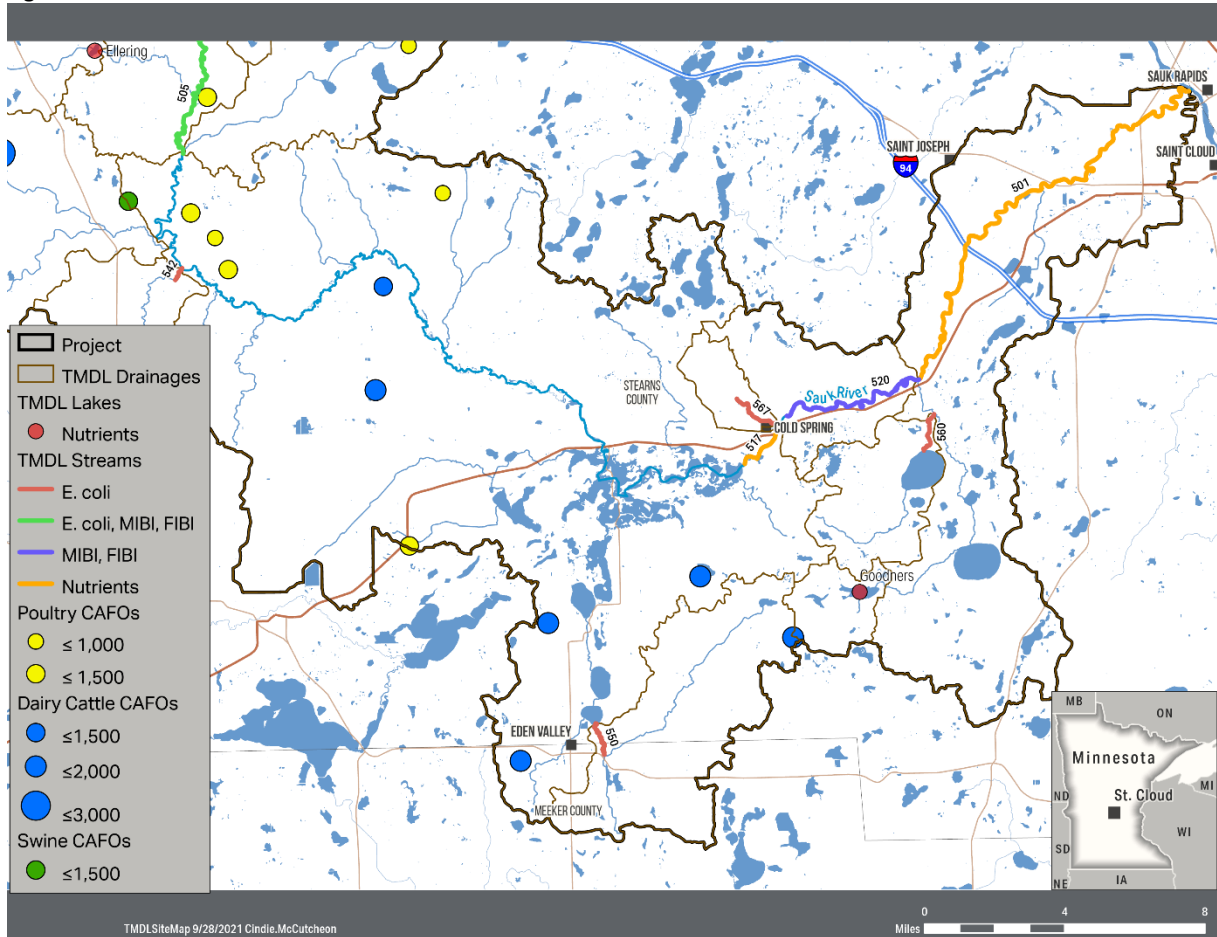 Ellering
505
SAUK RAPIDS
SAINT JOSEPH
SAINT CLOUD
94
501
542
Project
TMDL Drainages
TMDL Lakes
Nutrients
TMDL Streams
E. coli
E. coli, MIBI, FIBI
MIBI, FIBI
Nutrients
Poultry CAFOs
≤ 1,000
≤ 1,500
Dairy Cattle CAFOs
≤1,500
≤2,000
≤3,000
Swine CAFOs
≤1,500
STEARNS
COUNTY
Sauk River
520
567
COLD SPRING
517
560
Goodners
EDEN VALLEY
550
MEEKER COUNTY
MB
ON
Minnesota
MI
ND
St. Cloud
WI
SD
NE
IA
TMDLSiteMap 9/28/2021 Cindie.McCutcheon
0
4
8
Miles